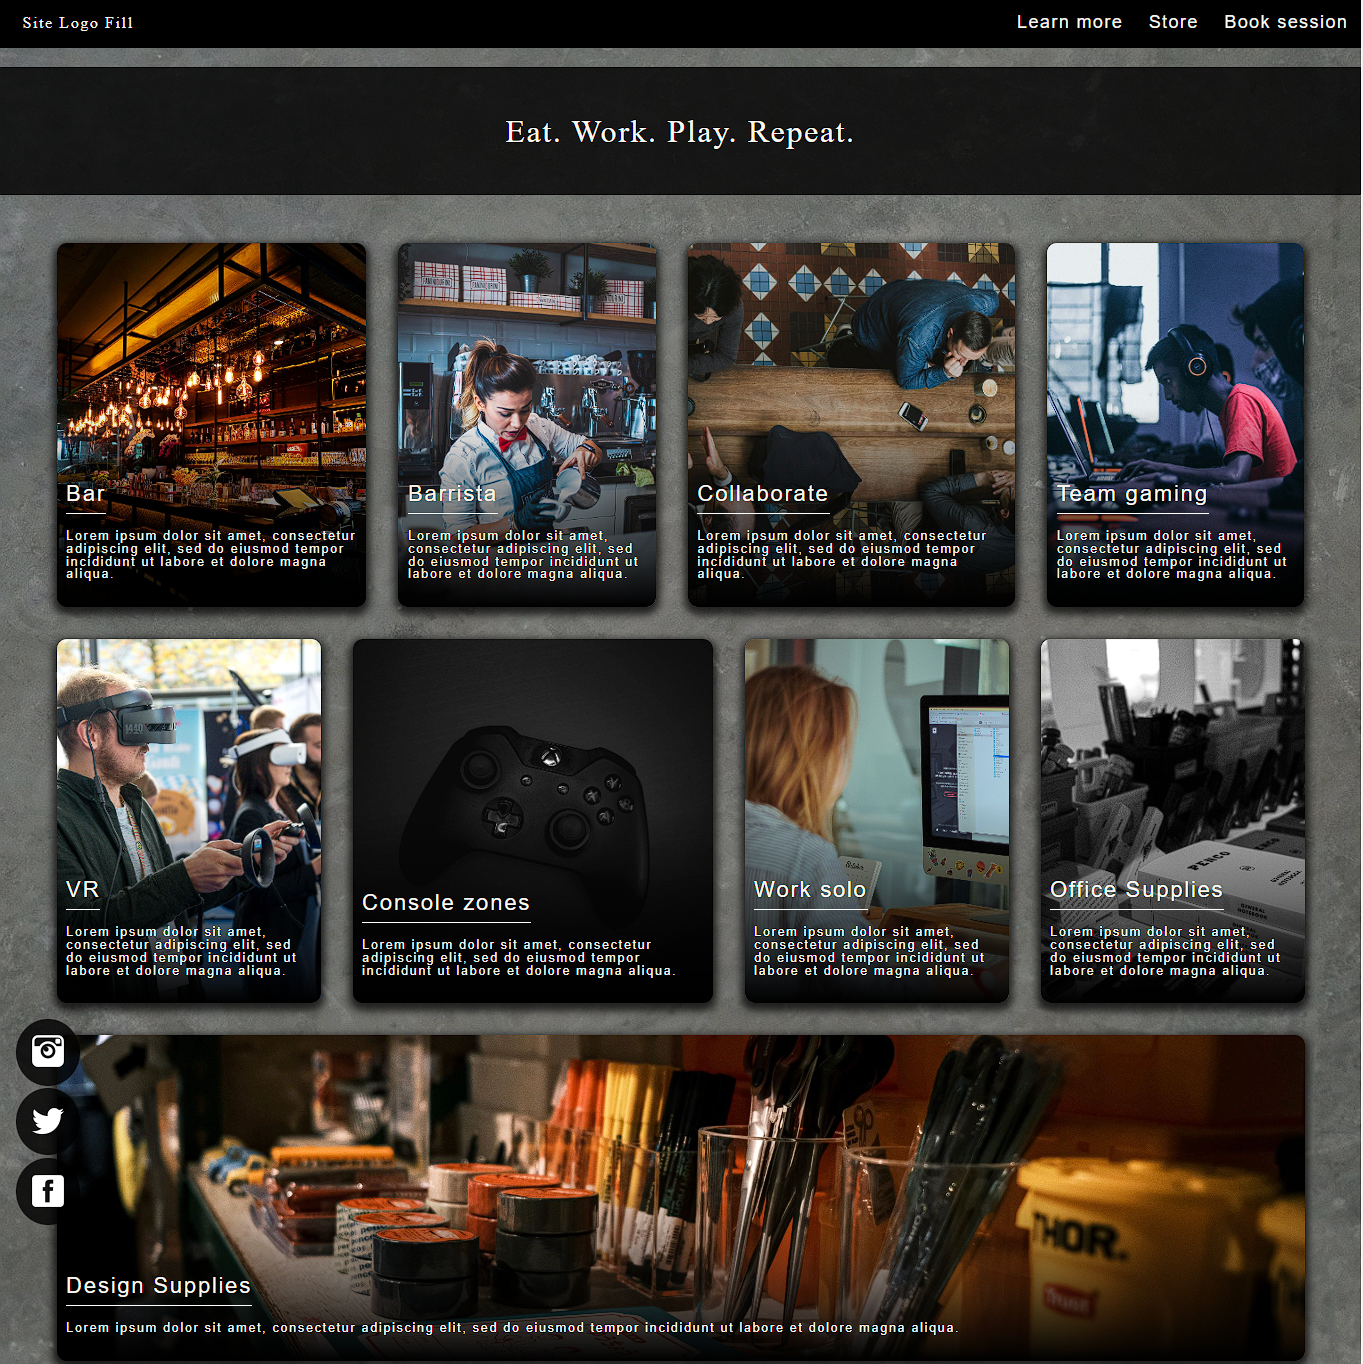 Site Logo Fill
Learn more Store Book session
Eat. Work. Play. Repeat.
Bar
Lorem ipsum dolor sit amet, consectetur
adipiscing elit, sed do eiusmod tempor
incididunt ut labore et dolore magna
aliqua.
Barrista
Lorem ipsum dolor sit amet,
consectetur adipiscing elit, sed
do eiusmod tempor incididunt ut
labore et dolore magna aliqua.
Collaborate
Lorem ipsum dolor sit amet, consectetur
adipiscing elit, sed do eiusmod tempor
incididunt ut labore et dolore magna
aliqua.
Team gaming
Lorem ipsum dolor sit amet,
consectetur adipiscing elit, sed
do eiusmod tempor incididunt ut
labore et dolore magna aliqua.
VR
Lorem ipsum dolor sit amet,
consectetur adipiscing elit, sed
do eiusmod tempor incididunt ut
labore et dolore magna aliqua.
Console zones
Lorem ipsum dolor sit amet, consectetur
adipiscing elit, sed do eiusmod tempor
incididunt ut labore et dolore magna aliqua.
Work solo
Lorem ipsum dolor sit amet,
consectetur adipiscing elit, sed
do eiusmod tempor incididunt ut
labore et dolore magna aliqua.
PENCO
GENERAL
NOTEBOOK
Office Supplies
Lorem ipsum dolor sit amet,
consectetur adipiscing elit, sed
do eiusmod tempor incididunt ut
labore et dolore magna aliqua.
THOR.
Trust
Design Supplies
Lorem ipsum dolor sit amet, consectetur adipiscing elit, sed do eiusmod tempor incididunt ut labore et dolore magna aliqua.